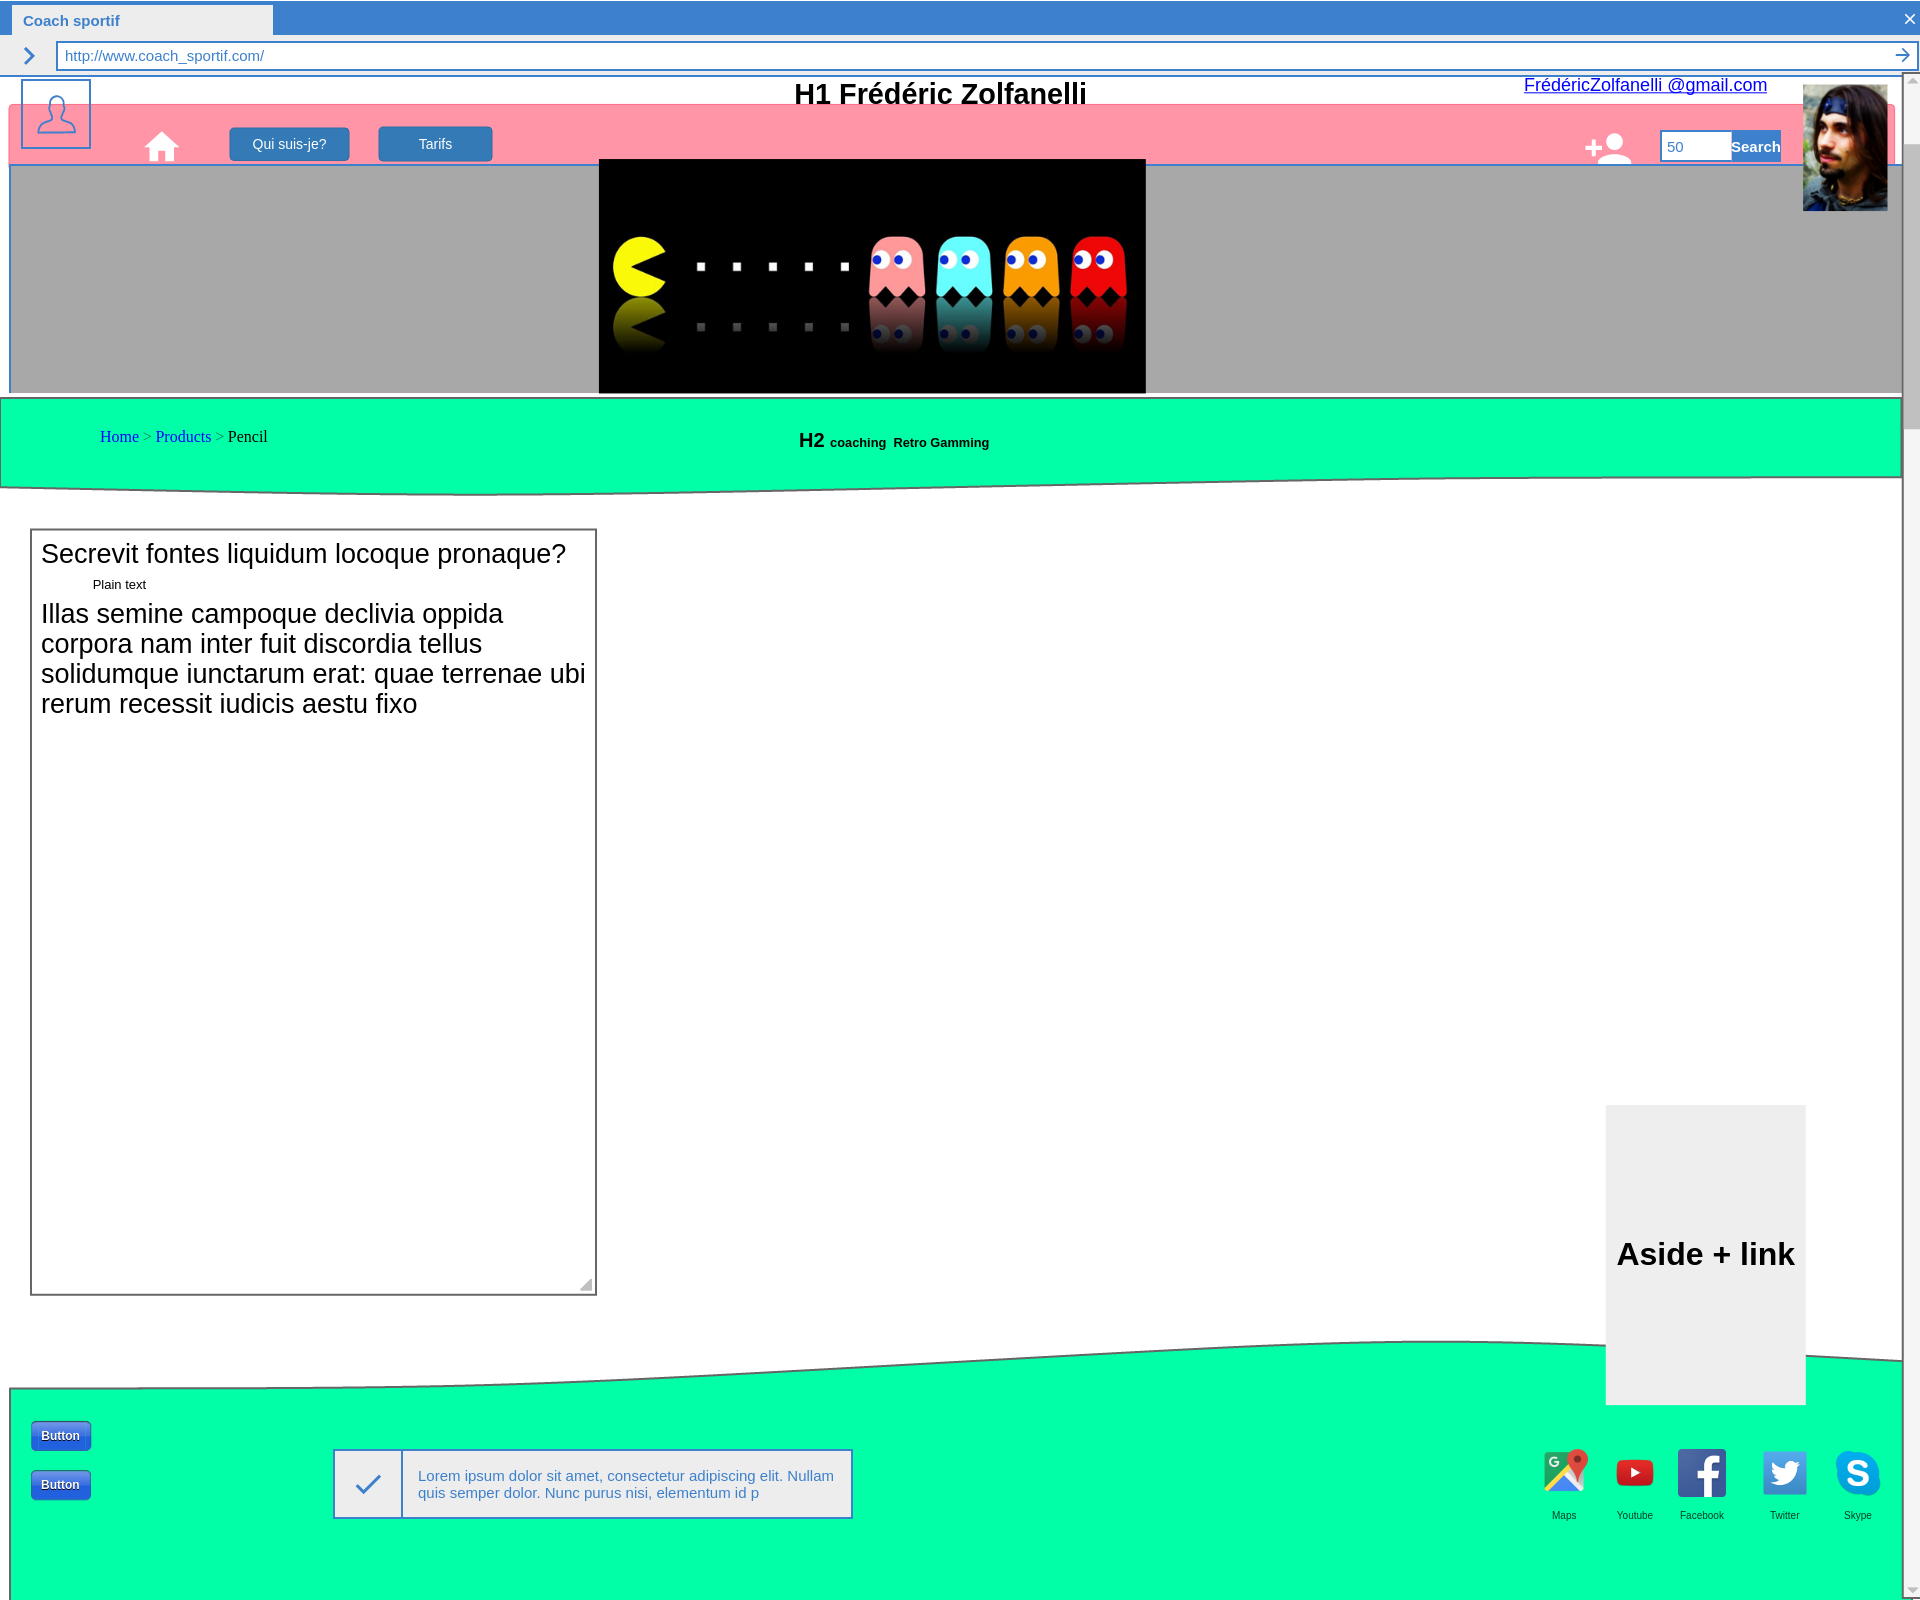 Coach sportif
http://www.coach_sportif.com/
H1 Frédéric Zolfanelli
FrédéricZolfanelli @gmail.com
Qui suis-je?
Tarifs
50
Search
Home > Products > Pencil
H2 coaching Retro Gamming
Secrevit fontes liquidum locoque pronaque?
Plain text
Illas semine campoque declivia oppida
corpora nam inter fuit discordia tellus
solidumque iunctarum erat: quae terrenae ubi
rerum recessit iudicis aestu fixo
Aside + link
Button
Button
Lorem ipsum dolor sit amet, consectetur adipiscing elit. Nullam
quis semper dolor. Nunc purus nisi, elementum id p
G
S
Maps
Youtube
Facebook
Twitter
Skype